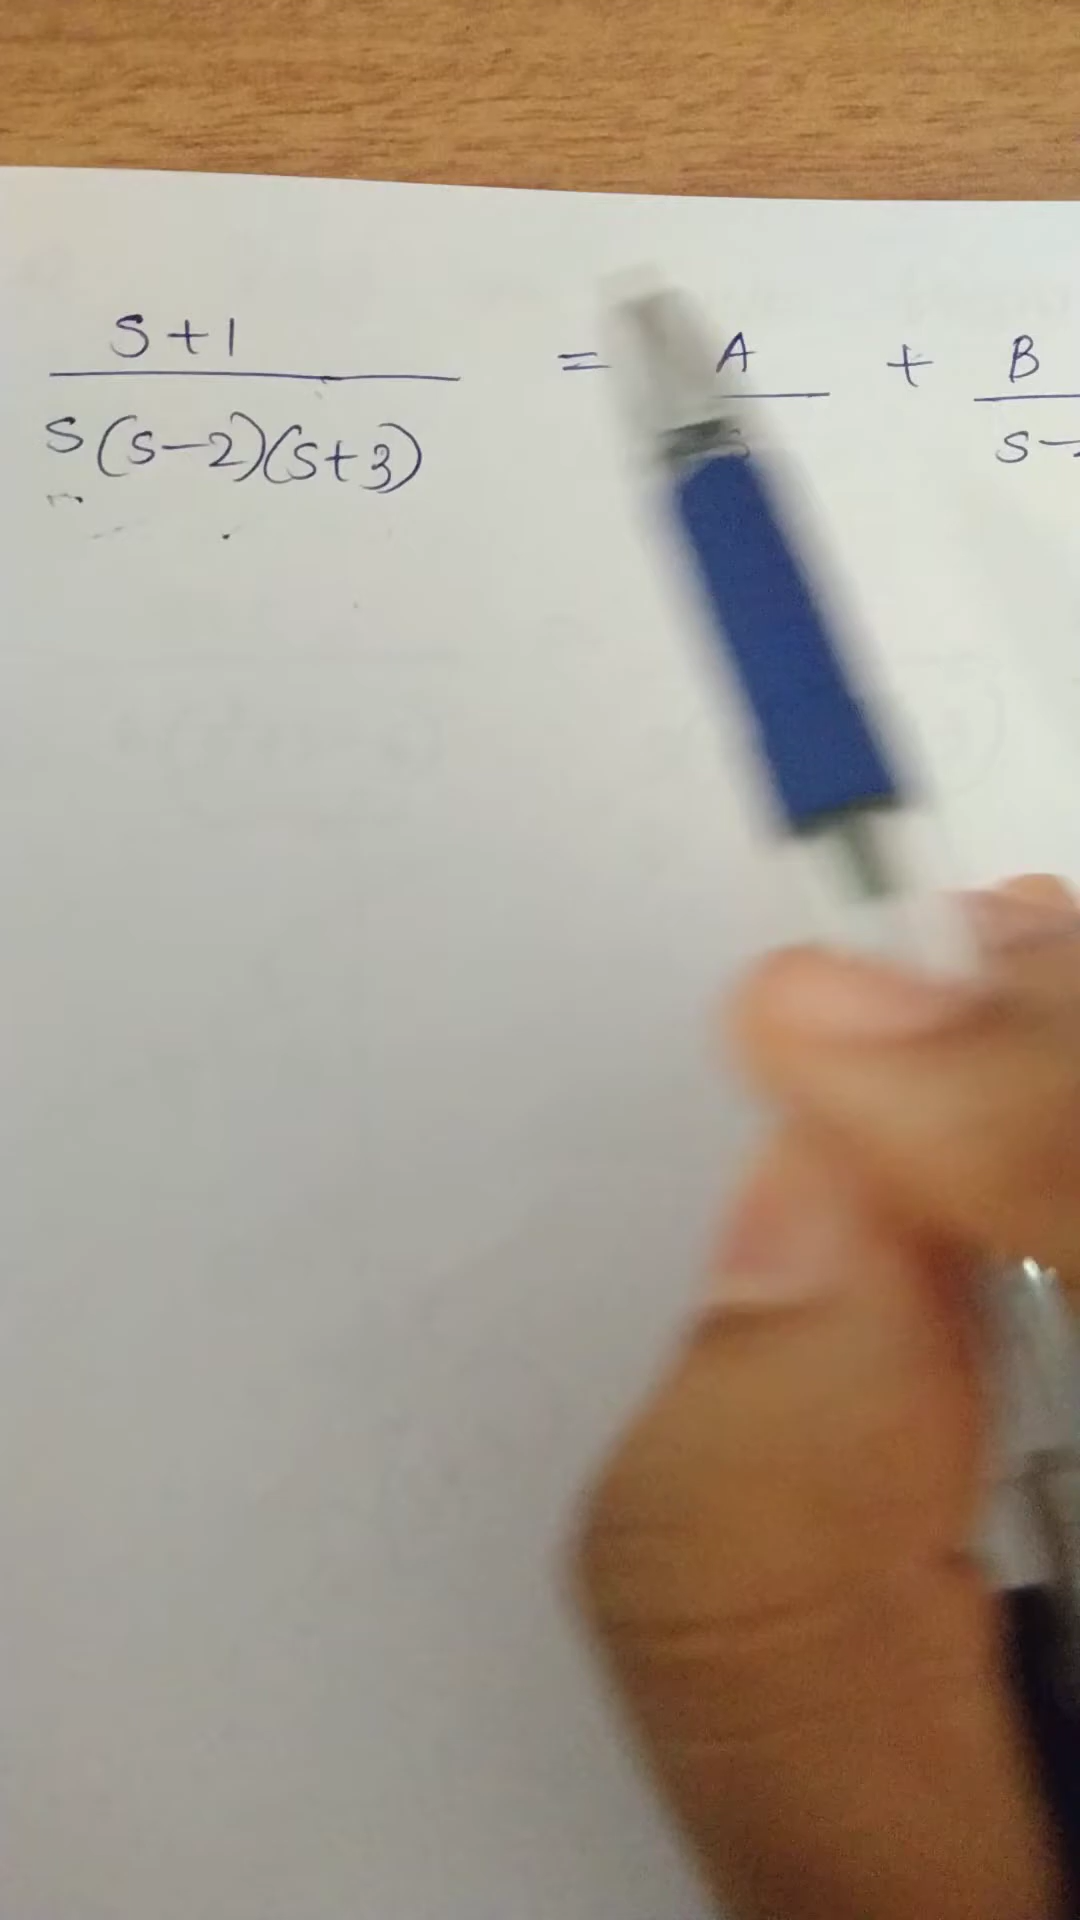 s+1 = A + B
s(s-2)(s+3) s s-